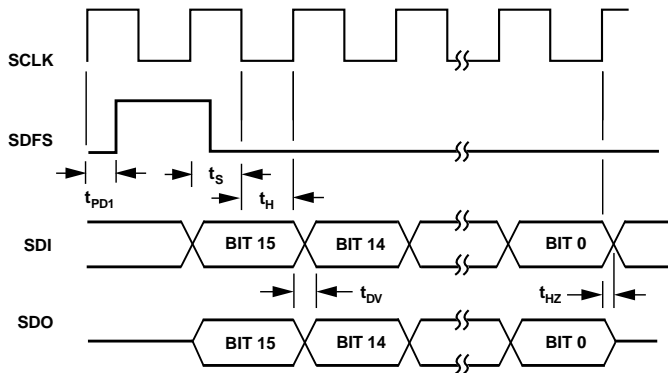 SCLK
SDFS
t_PD1
t_S
t_H
SDI
BIT 15
BIT 14
BIT 0
t_DV
t_HZ
SDO
BIT 15
BIT 14
BIT 0